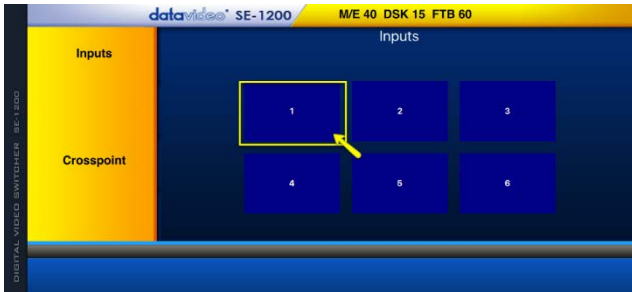 datavideo® SE-1200
M/E 40 DSK 15 FTB 60
Inputs
Inputs
1
2
3
Crosspoint
4
5
6
DIGITAL VIDEO SWITCHER SE-1200